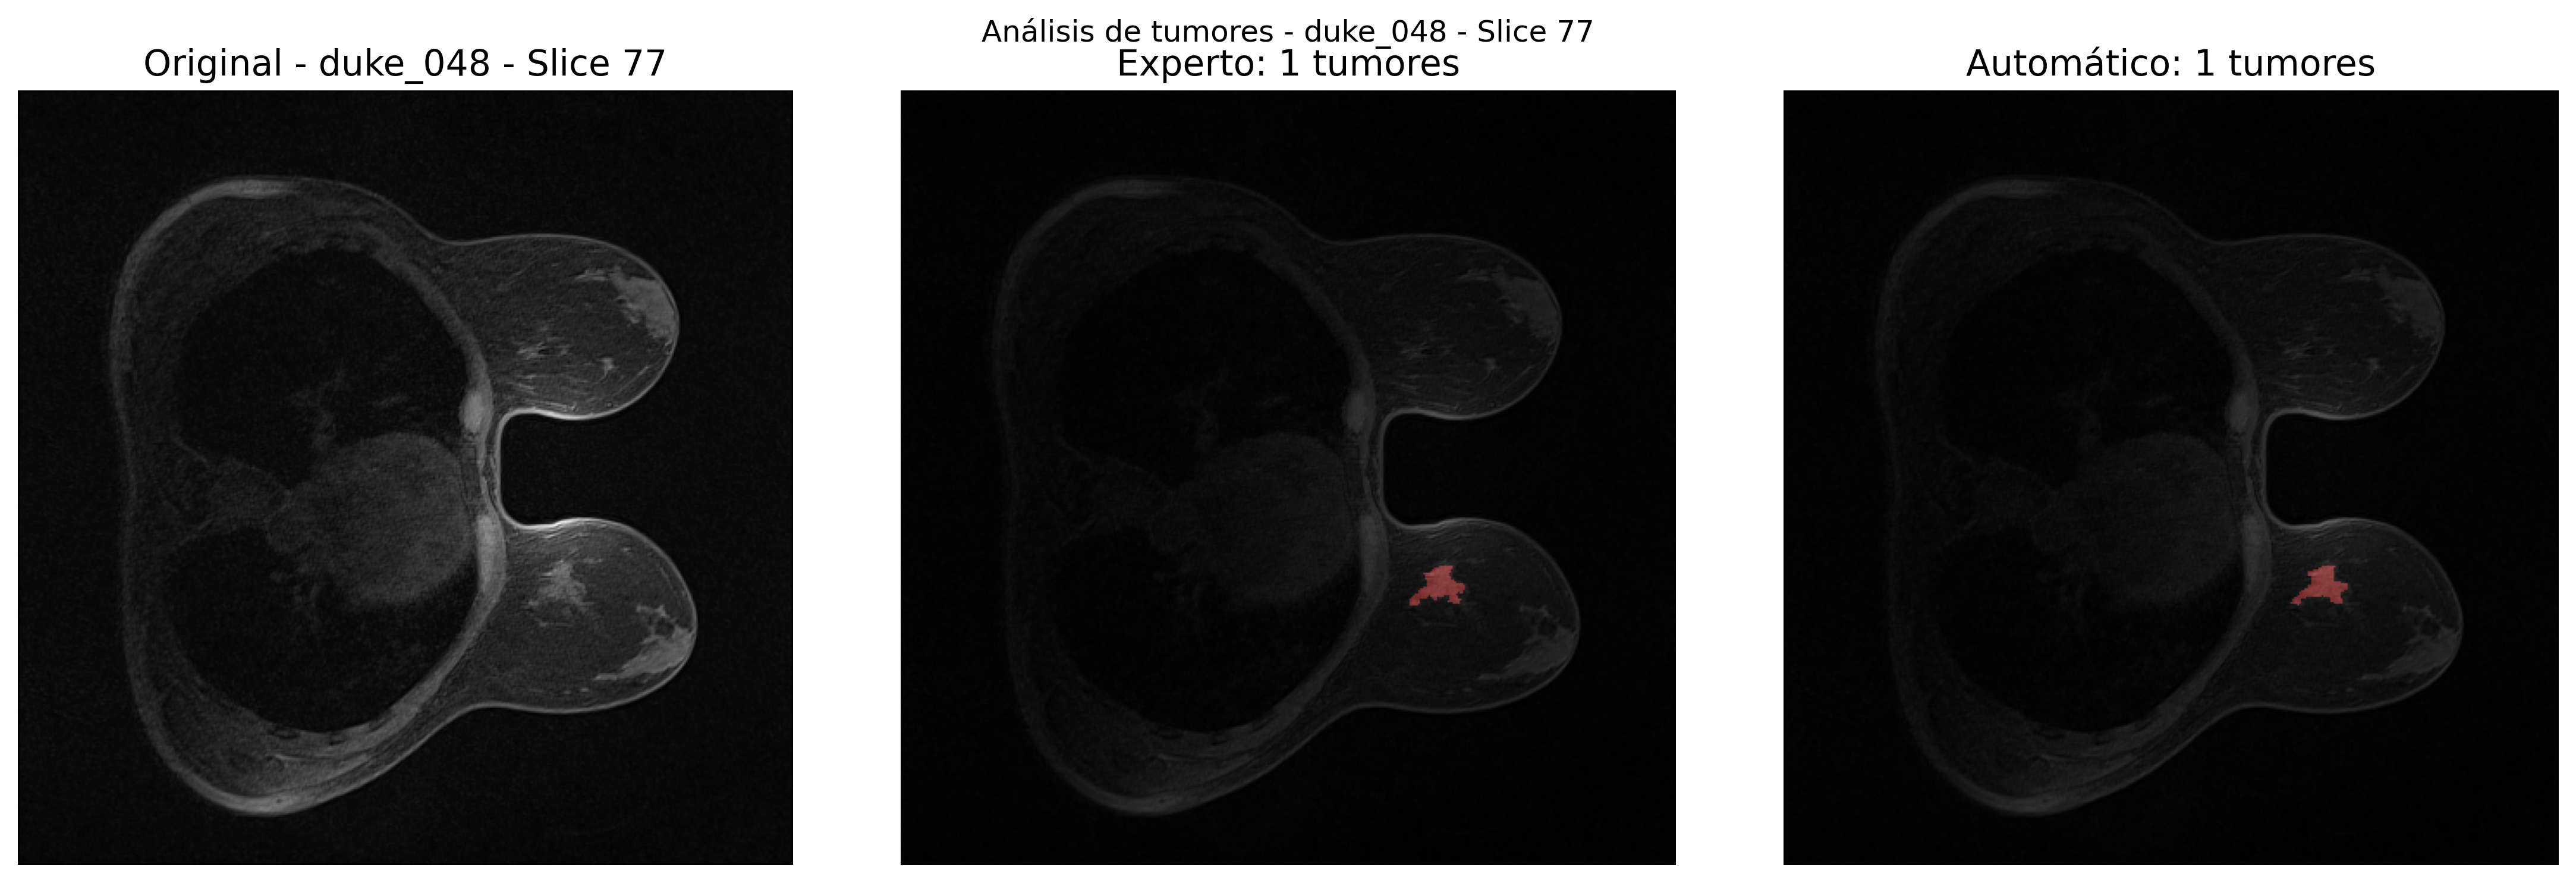 Análisis de tumores - duke_048 - Slice 77
Original - duke_048 - Slice 77
Experto: 1 tumores
Automático: 1 tumores